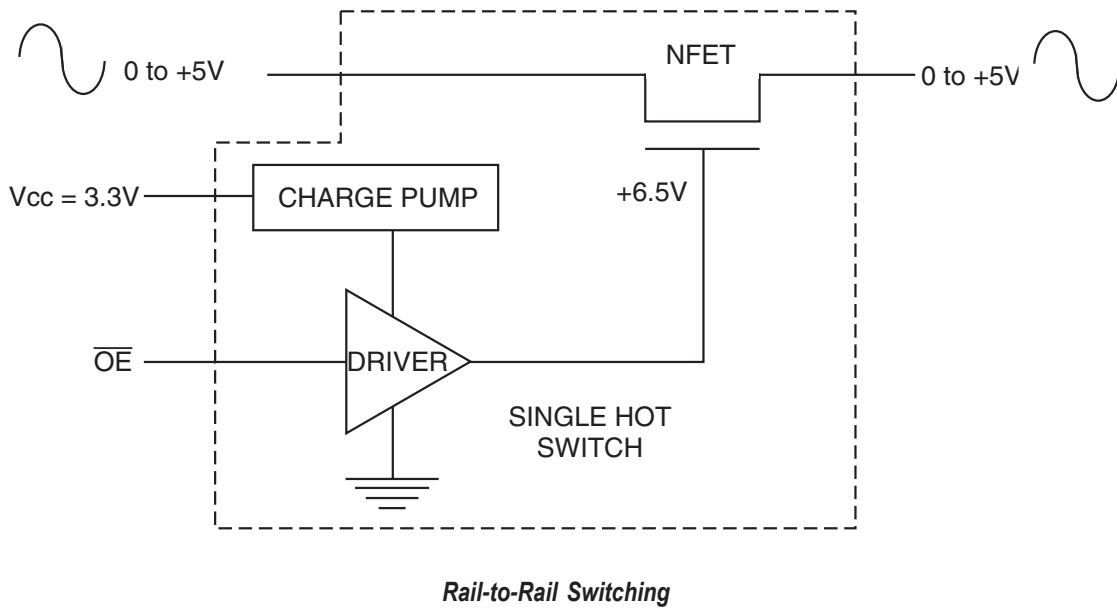 NFET
0 to +5V
0 to +5V
Vcc = 3.3V
CHARGE PUMP
+6.5V
OE
DRIVER
SINGLE HOT
SWITCH
Rail-to-Rail Switching